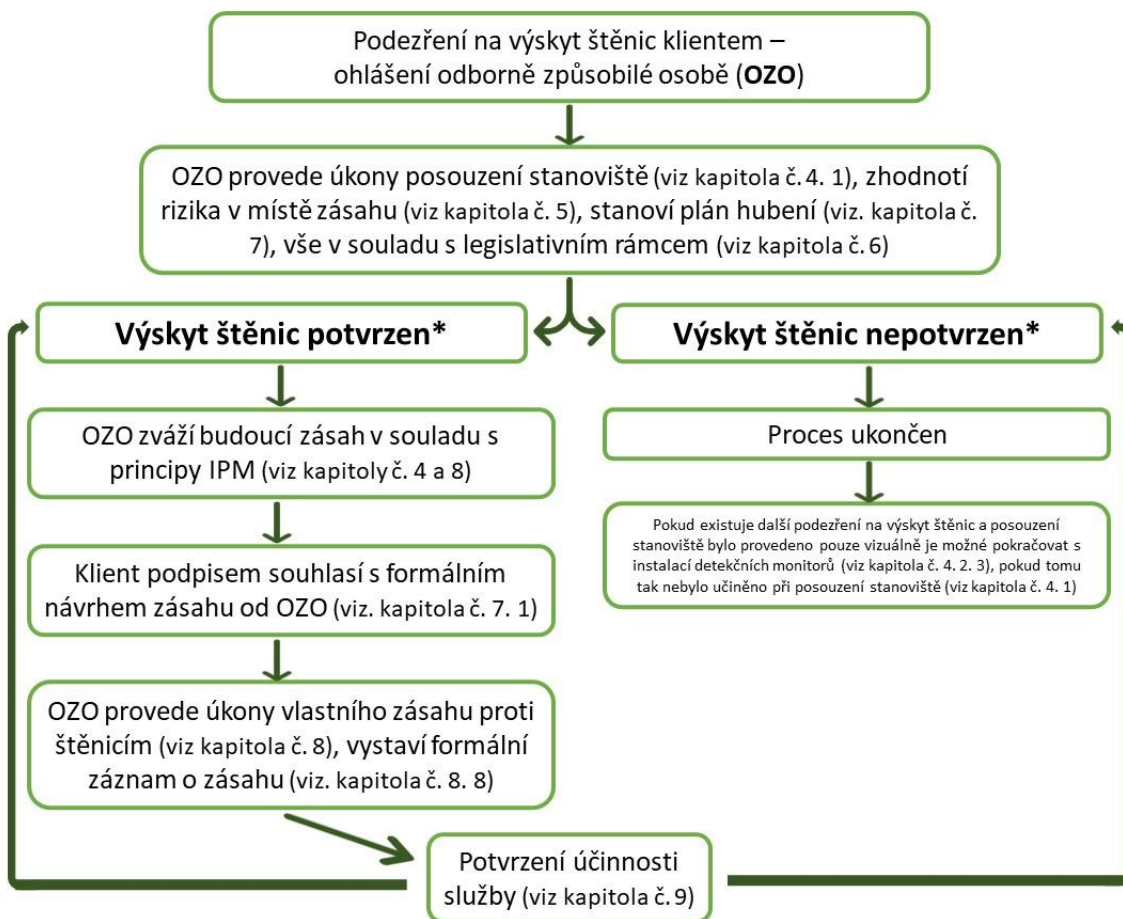 Podezření na výskyt štěnic klientem –
ohlášení odborně způsobilé osobě (OZO)
OZO provede úkony posouzení stanoviště (viz kapitola č. 4. 1), zhodnotí
rizika v místě zásahu (viz kapitola č. 5), stanoví plán hubení (viz. kapitola č.
7), vše v souladu s legislativním rámcem (viz kapitola č. 6)
Výskyt štěnic potvrzen*
OZO zváží budoucí zásah v souladu s
principy IPM (viz kapitoly č. 4 a 8)
Klient podpisem souhlasí s formálním
návrhem zásahu od OZO (viz. kapitola č. 7. 1)
OZO provede úkony vlastního zásahu proti
štěnicím (viz kapitola č. 8), vystaví formální
záznam o zásahu (viz. kapitola č. 8. 8)
Výskyt štěnic nepotvrzen*
Proces ukončen
Pokud existuje další podezření na výskyt štěnic a posouzení
stanoviště bylo provedeno pouze vizuálně je možné pokračovat s
instalací detekčních monitorů (viz kapitola č. 4. 2. 3), pokud tomu
tak nebylo učiněno při posouzení stanoviště (viz kapitola č. 4. 1)
Potvrzení účinnosti
služby (viz kapitola č. 9)